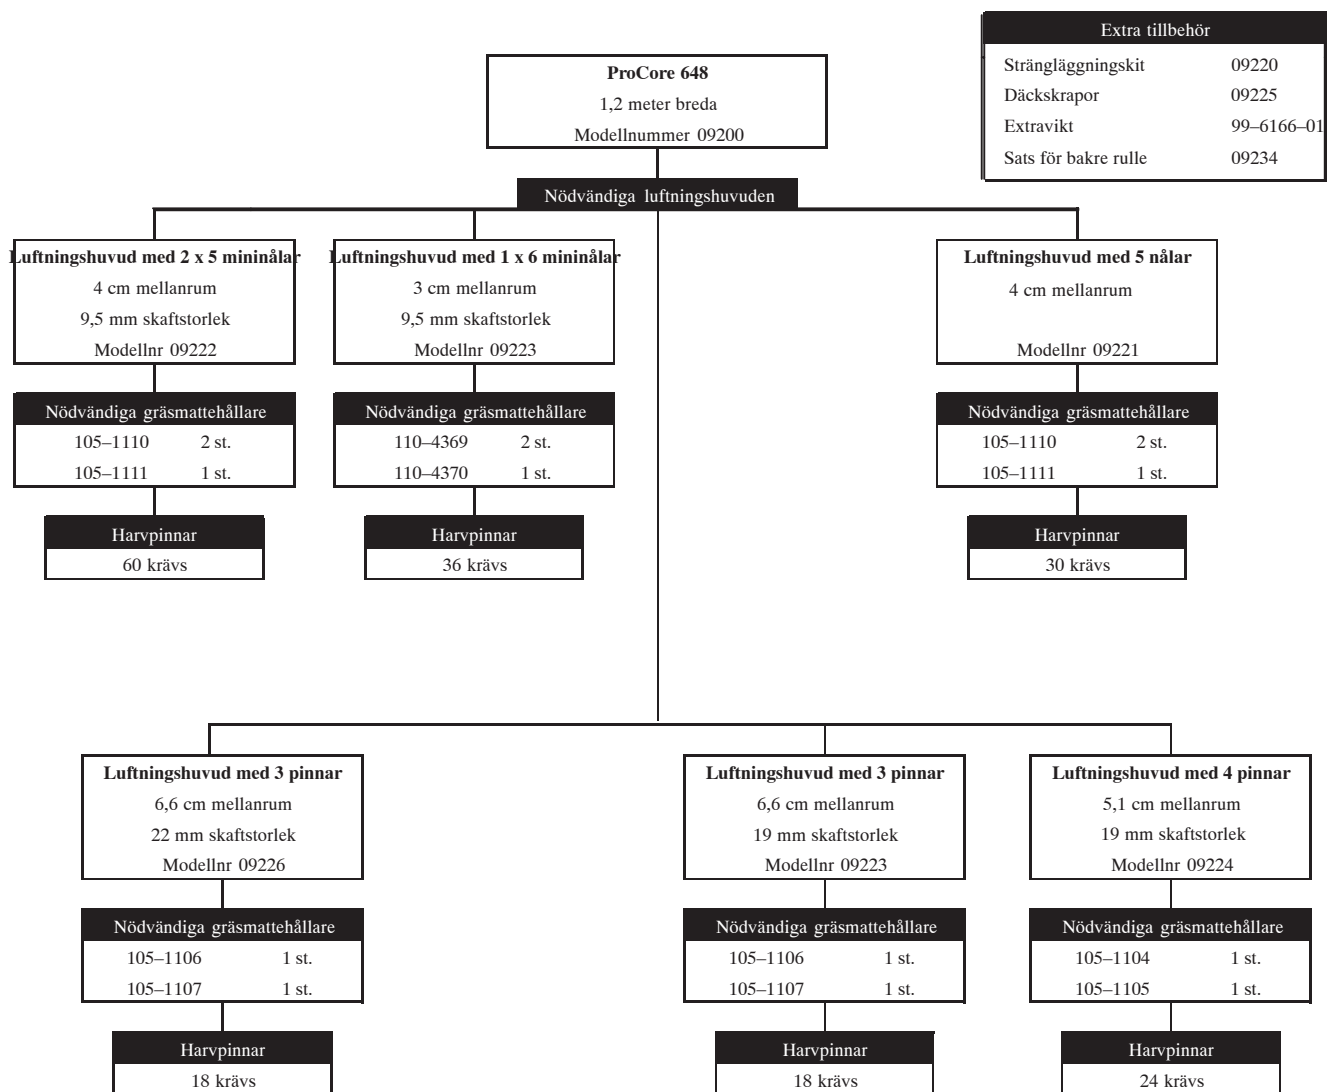 Extra tillbehör
Strängläggningskit 09220
Däckskrapor 09225
Extravikt 99–6166–01
Sats för bakre rulle 09234
ProCore 648
1,2 meter breda
Modellnummer 09200
Nödvändiga luftningshuvuden
Luftningshuvud med 2 x 5 mininålar
4 cm mellanrum
9,5 mm skaftstorlek
Modellnr 09222
Nödvändiga gräsmattehållare
105–1110 2 st.
105–1111 1 st.
Harvpinnar
60 krävs
Luftningshuvud med 1 x 6 mininålar
3 cm mellanrum
9,5 mm skaftstorlek
Modellnr 09223
Nödvändiga gräsmattehållare
110–4369 2 st.
110–4370 1 st.
Harvpinnar
36 krävs
Luftningshuvud med 5 nålar
4 cm mellanrum
Modellnr 09221
Nödvändiga gräsmattehållare
105–1110 2 st.
105–1111 1 st.
Harvpinnar
30 krävs
Luftningshuvud med 3 pinnar
6,6 cm mellanrum
22 mm skaftstorlek
Modellnr 09226
Nödvändiga gräsmattehållare
105–1106 1 st.
105–1107 1 st.
Harvpinnar
18 krävs
Luftningshuvud med 3 pinnar
6,6 cm mellanrum
19 mm skaftstorlek
Modellnr 09223
Nödvändiga gräsmattehållare
105–1106 1 st.
105–1107 1 st.
Harvpinnar
18 krävs
Luftningshuvud med 4 pinnar
5,1 cm mellanrum
19 mm skaftstorlek
Modellnr 09224
Nödvändiga gräsmattehållare
105–1104 1 st.
105–1105 1 st.
Harvpinnar
24 krävs